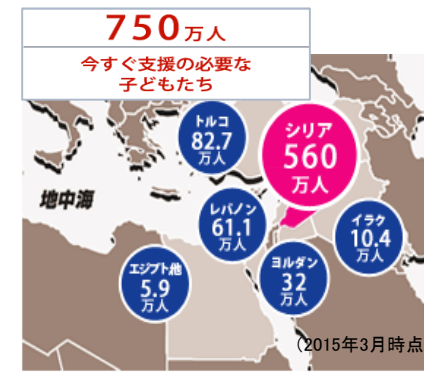 750万人
今すぐ支援の必要な
子どもたち
トルコ
82.7
万人
シリア
560
万人
地中海
レバノン
61.1
万人
イラク
10.4
万人
エジプト他
5.9
万人
ヨルダン
32
万人
(2015年3月時点